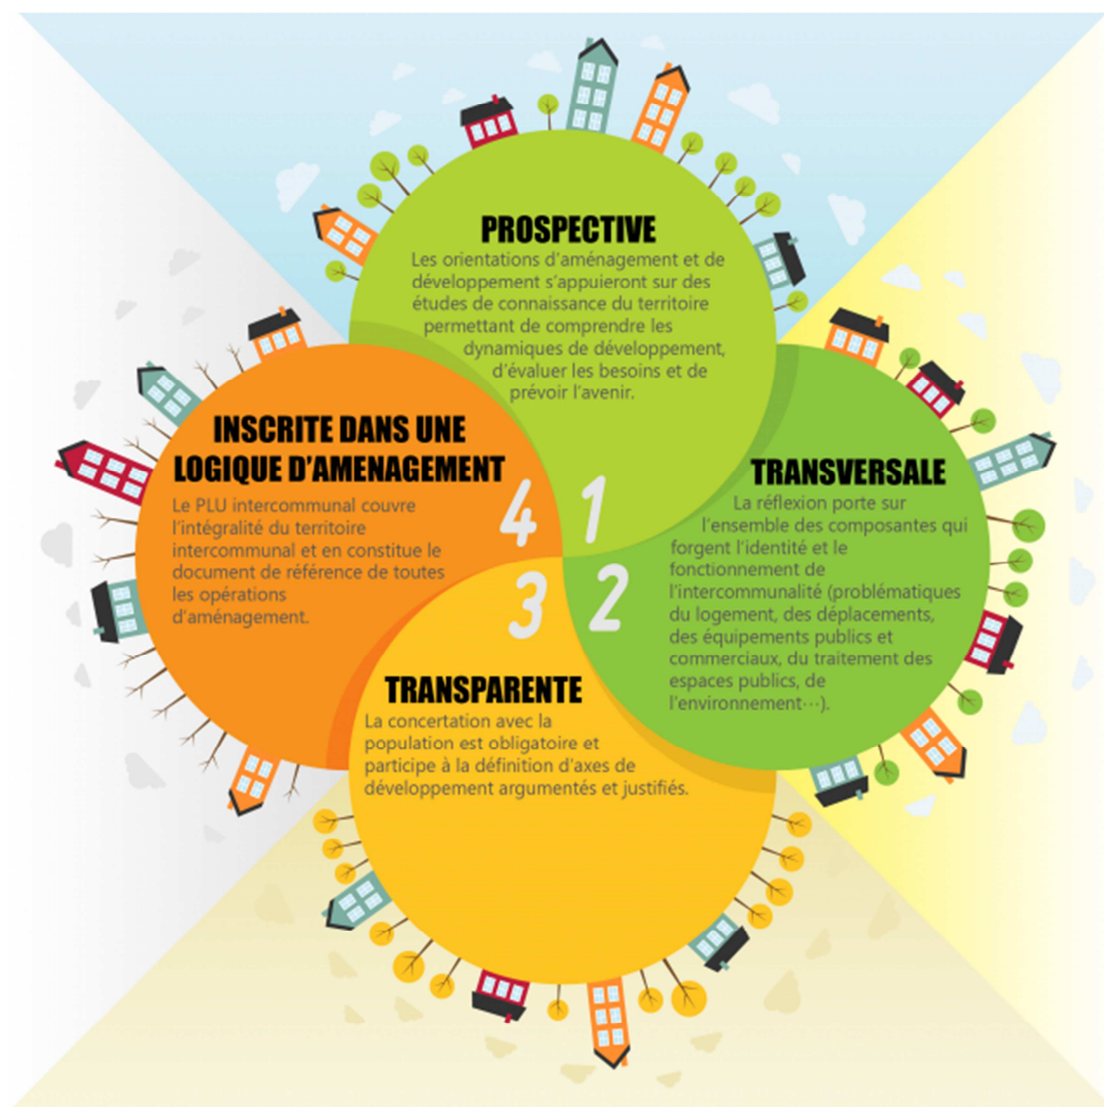 PROSPECTIVE
Les orientations d'aménagement et de
développement s'appuieront sur des
études de connaissance du territoire
permettant de comprendre les
dynamiques de développement,
d'évaluer les besoins et de
prévoir l'avenir.
1
TRANSVERSALE
La réflexion porte sur
l'ensemble des composantes qui
forgent l'identité et le
fonctionnement de
l'intercommunalité (problématiques
du logement, des déplacements,
des équipements publics et
commerciaux, du traitement des
espaces publics, de
l'environnement…).
2
TRANSPARENTE
La concertation avec la
population est obligatoire et
participe à la définition d'axes de
développement argumentés et justifiés.
3
INSCRITE DANS UNE
LOGIQUE D'AMENAGEMENT
Le PLU intercommunal couvre
l'intégralité du territoire
intercommunal et en constitue le
document de référence de toutes
les opérations
d'aménagement.
4